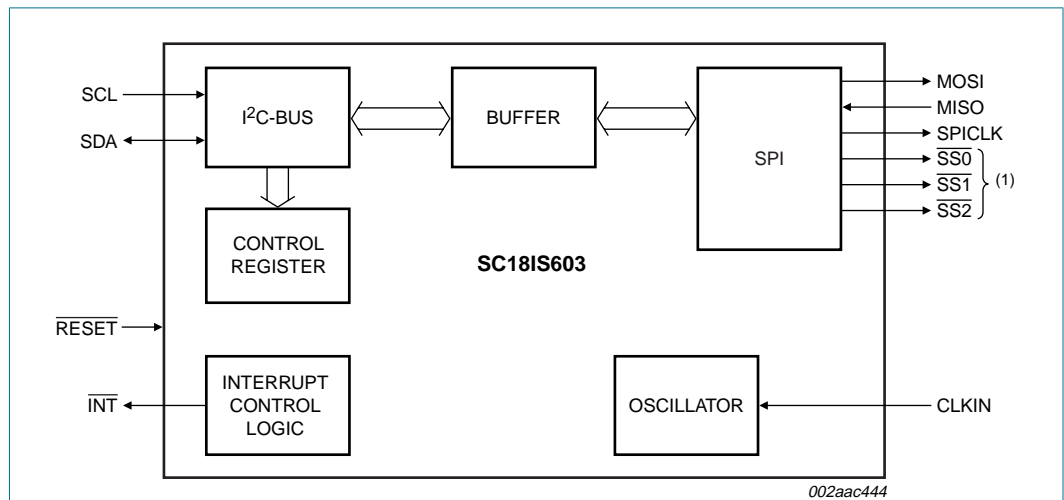 SCL
SDA
I²C-BUS
BUFFER
SPI
MOSI
MISO
SPICLK
SS0
SS1
SS2
(1)
CONTROL
REGISTER
SC18IS603
RESET
INT
INTERRUPT
CONTROL
LOGIC
OSCILLATOR
CLKIN
002aac444